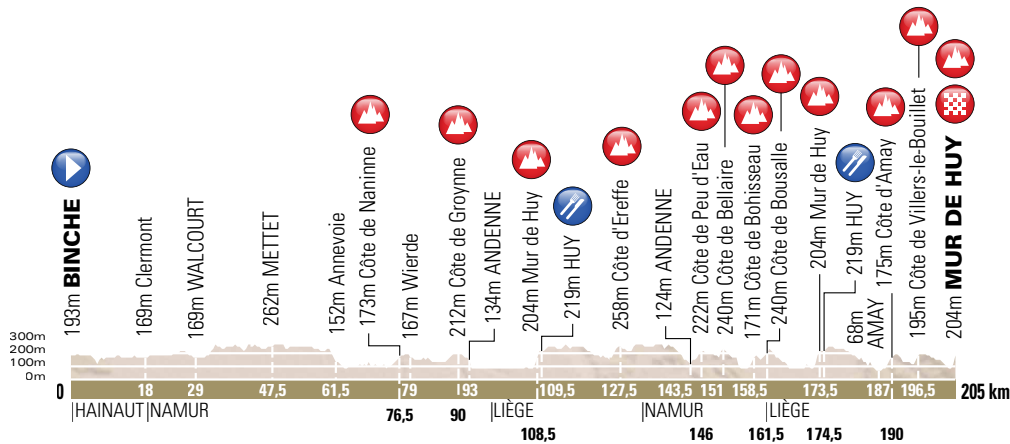 193m BINCHE
169m Clermont
169m WALCOURT
262m METTET
152m Annevoie
173m Côte de Naninne
167m Wierde
212m Côte de Groynne
134m ANDENNE
204m Mur de Huy
219m HUY
258m Côte d'Ereffe
124m ANDENNE
222m Côte de Peu d'Eau
240m Côte de Bellaire
171m Côte de Bohisseau
240m Côte de Bousalle
204m Mur de Huy
219m HUY
68m AMAY
175m Côte d'Amay
195m Côte de Villers-le-Bouillet
204m MUR DE HUY
300m
200m
100m
0m
0 18 29 47,5 61,5 79 93 109,5 127,5 143,5 151 158,5 173,5 187 196,5 205 km
HAINAUT NAMUR LIÈGE NAMUR LIÈGE
76,5 90 108,5 146 161,5 174,5 190